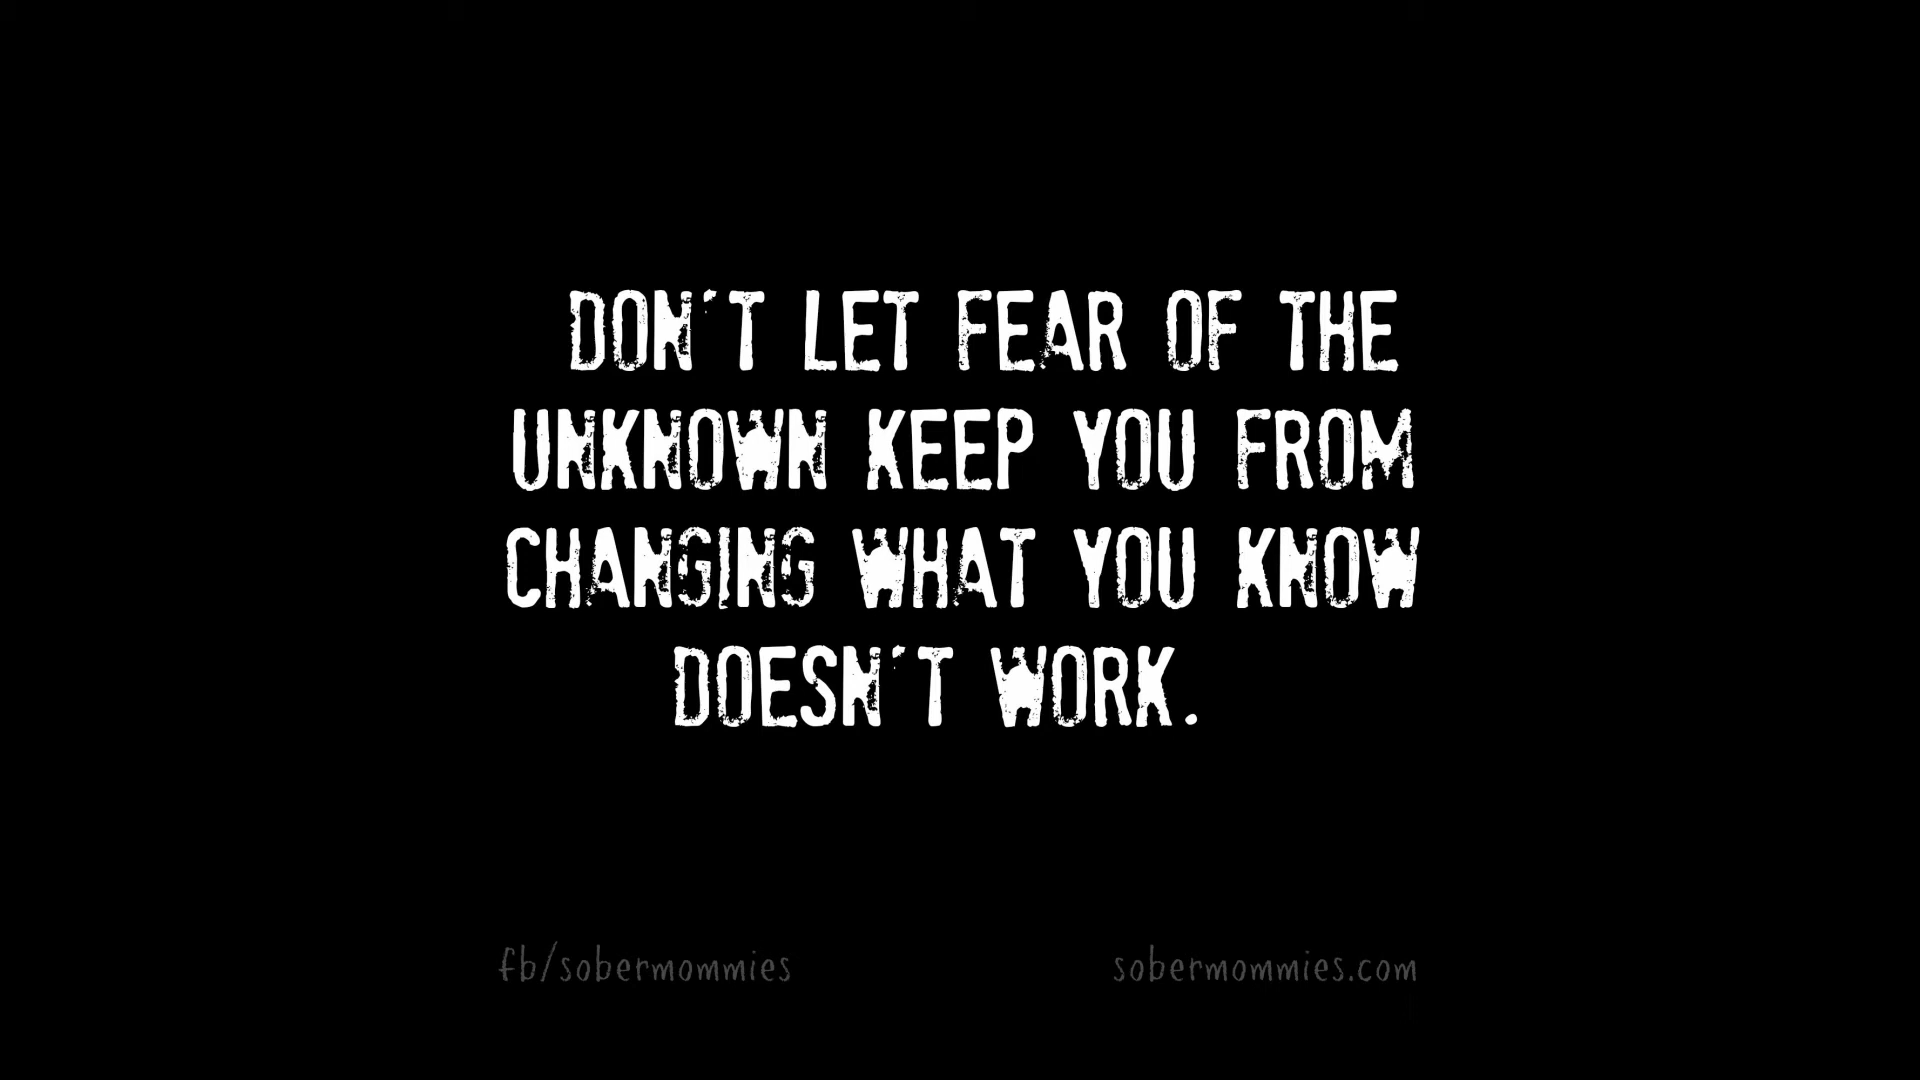 DON'T LET FEAR OF THE
UNKNOWN KEEP YOU FROM
CHANGING WHAT YOU KNOW
DOESN'T WORK.
fb/sobermommies
sobermommies.com